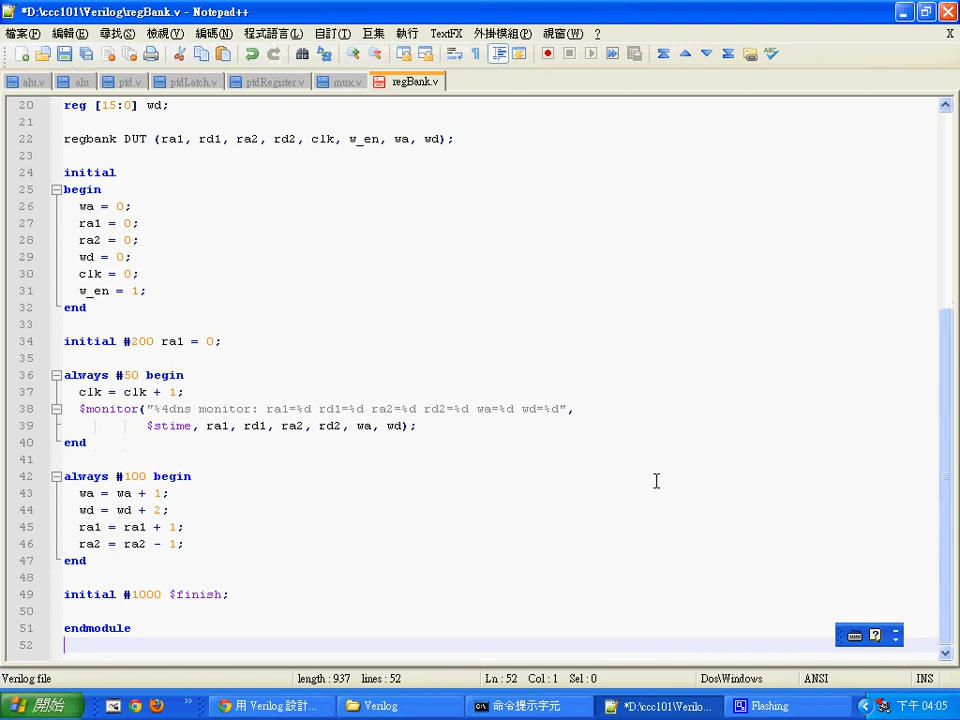 *D:\ccc101\Verilog\regBank.v - Notepad++
檔案(F) 編輯(E) 尋找(S) 檢視(V) 編碼(N) 程式語言(L) 自訂(T) 巨集 執行 TextFX 外掛模組(P) 視窗(W) ? X
alu.v alu ptd.v ptdLatch.v ptdRegister.v mux.v regBank.v
20 reg [15:0] wd;
21
22 regbank DUT (ra1, rd1, ra2, rd2, clk, w_en, wa, wd);
23
24 initial
25 begin
26 wa = 0;
27 ra1 = 0;
28 ra2 = 0;
29 wd = 0;
30 clk = 0;
31 w_en = 1;
32 end
33
34 initial #200 ra1 = 0;
35
36 always #50 begin
37 clk = clk + 1;
38 $monitor("%4dns monitor: ra1=%d rd1=%d ra2=%d rd2=%d wa=%d wd=%d",
39 $stime, ra1, rd1, ra2, rd2, wa, wd);
40 end
41
42 always #100 begin
43 wa = wa + 1;
44 wd = wd + 2;
45 ra1 = ra1 + 1;
46 ra2 = ra2 - 1;
47 end
48
49 initial #1000 $finish;
50
51 endmodule
52
Verilog file length : 937 lines : 52 Ln : 52 Col : 1 Sel : 0 Dos\Windows ANSI INS
開始 用 Verilog 設計... Verilog 命令提示字元 *D:\ccc101\Verilo... Flashing 下午 04:05